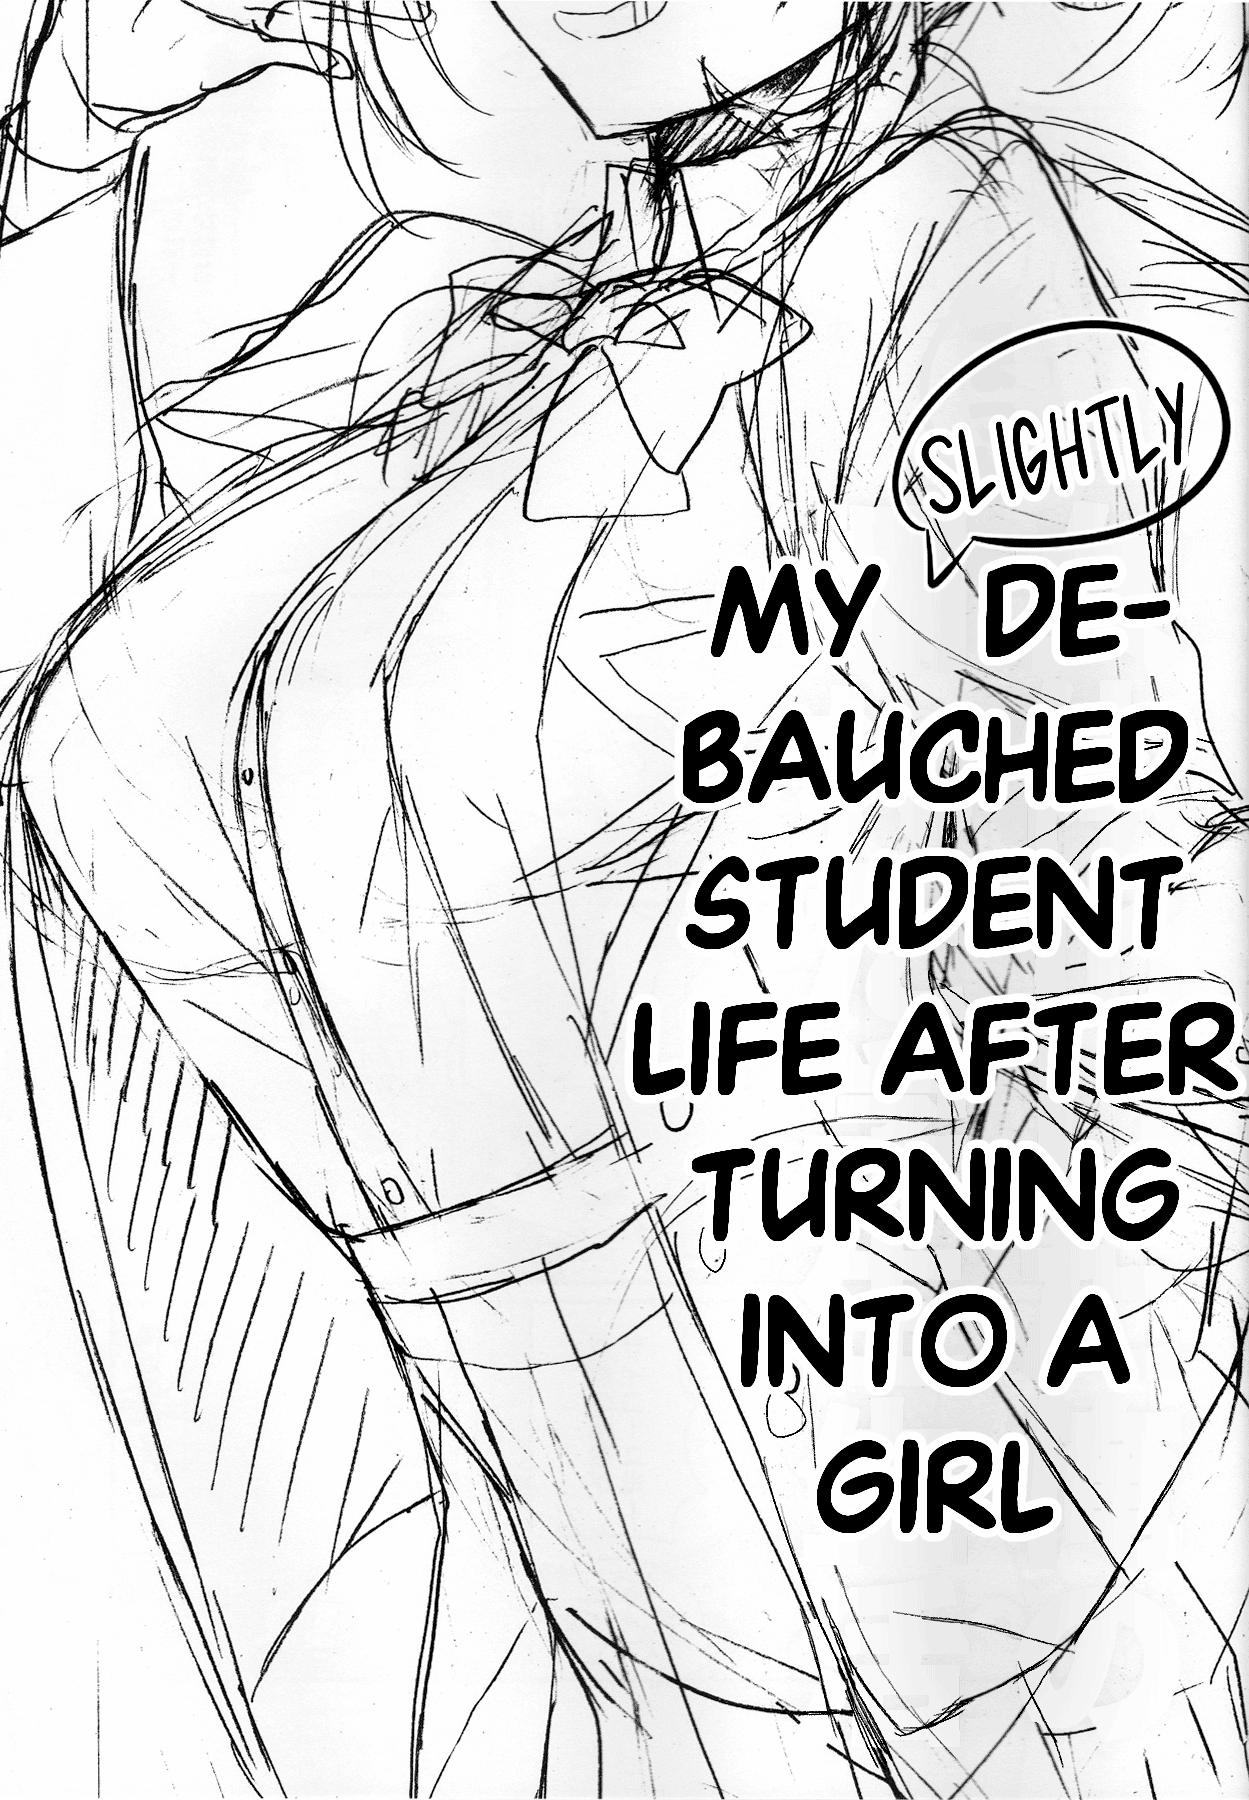 SLIGHTLY
MY DE-
BAUCHED
STUDENT
LIFE AFTER
TURNING
INTO A
GIRL